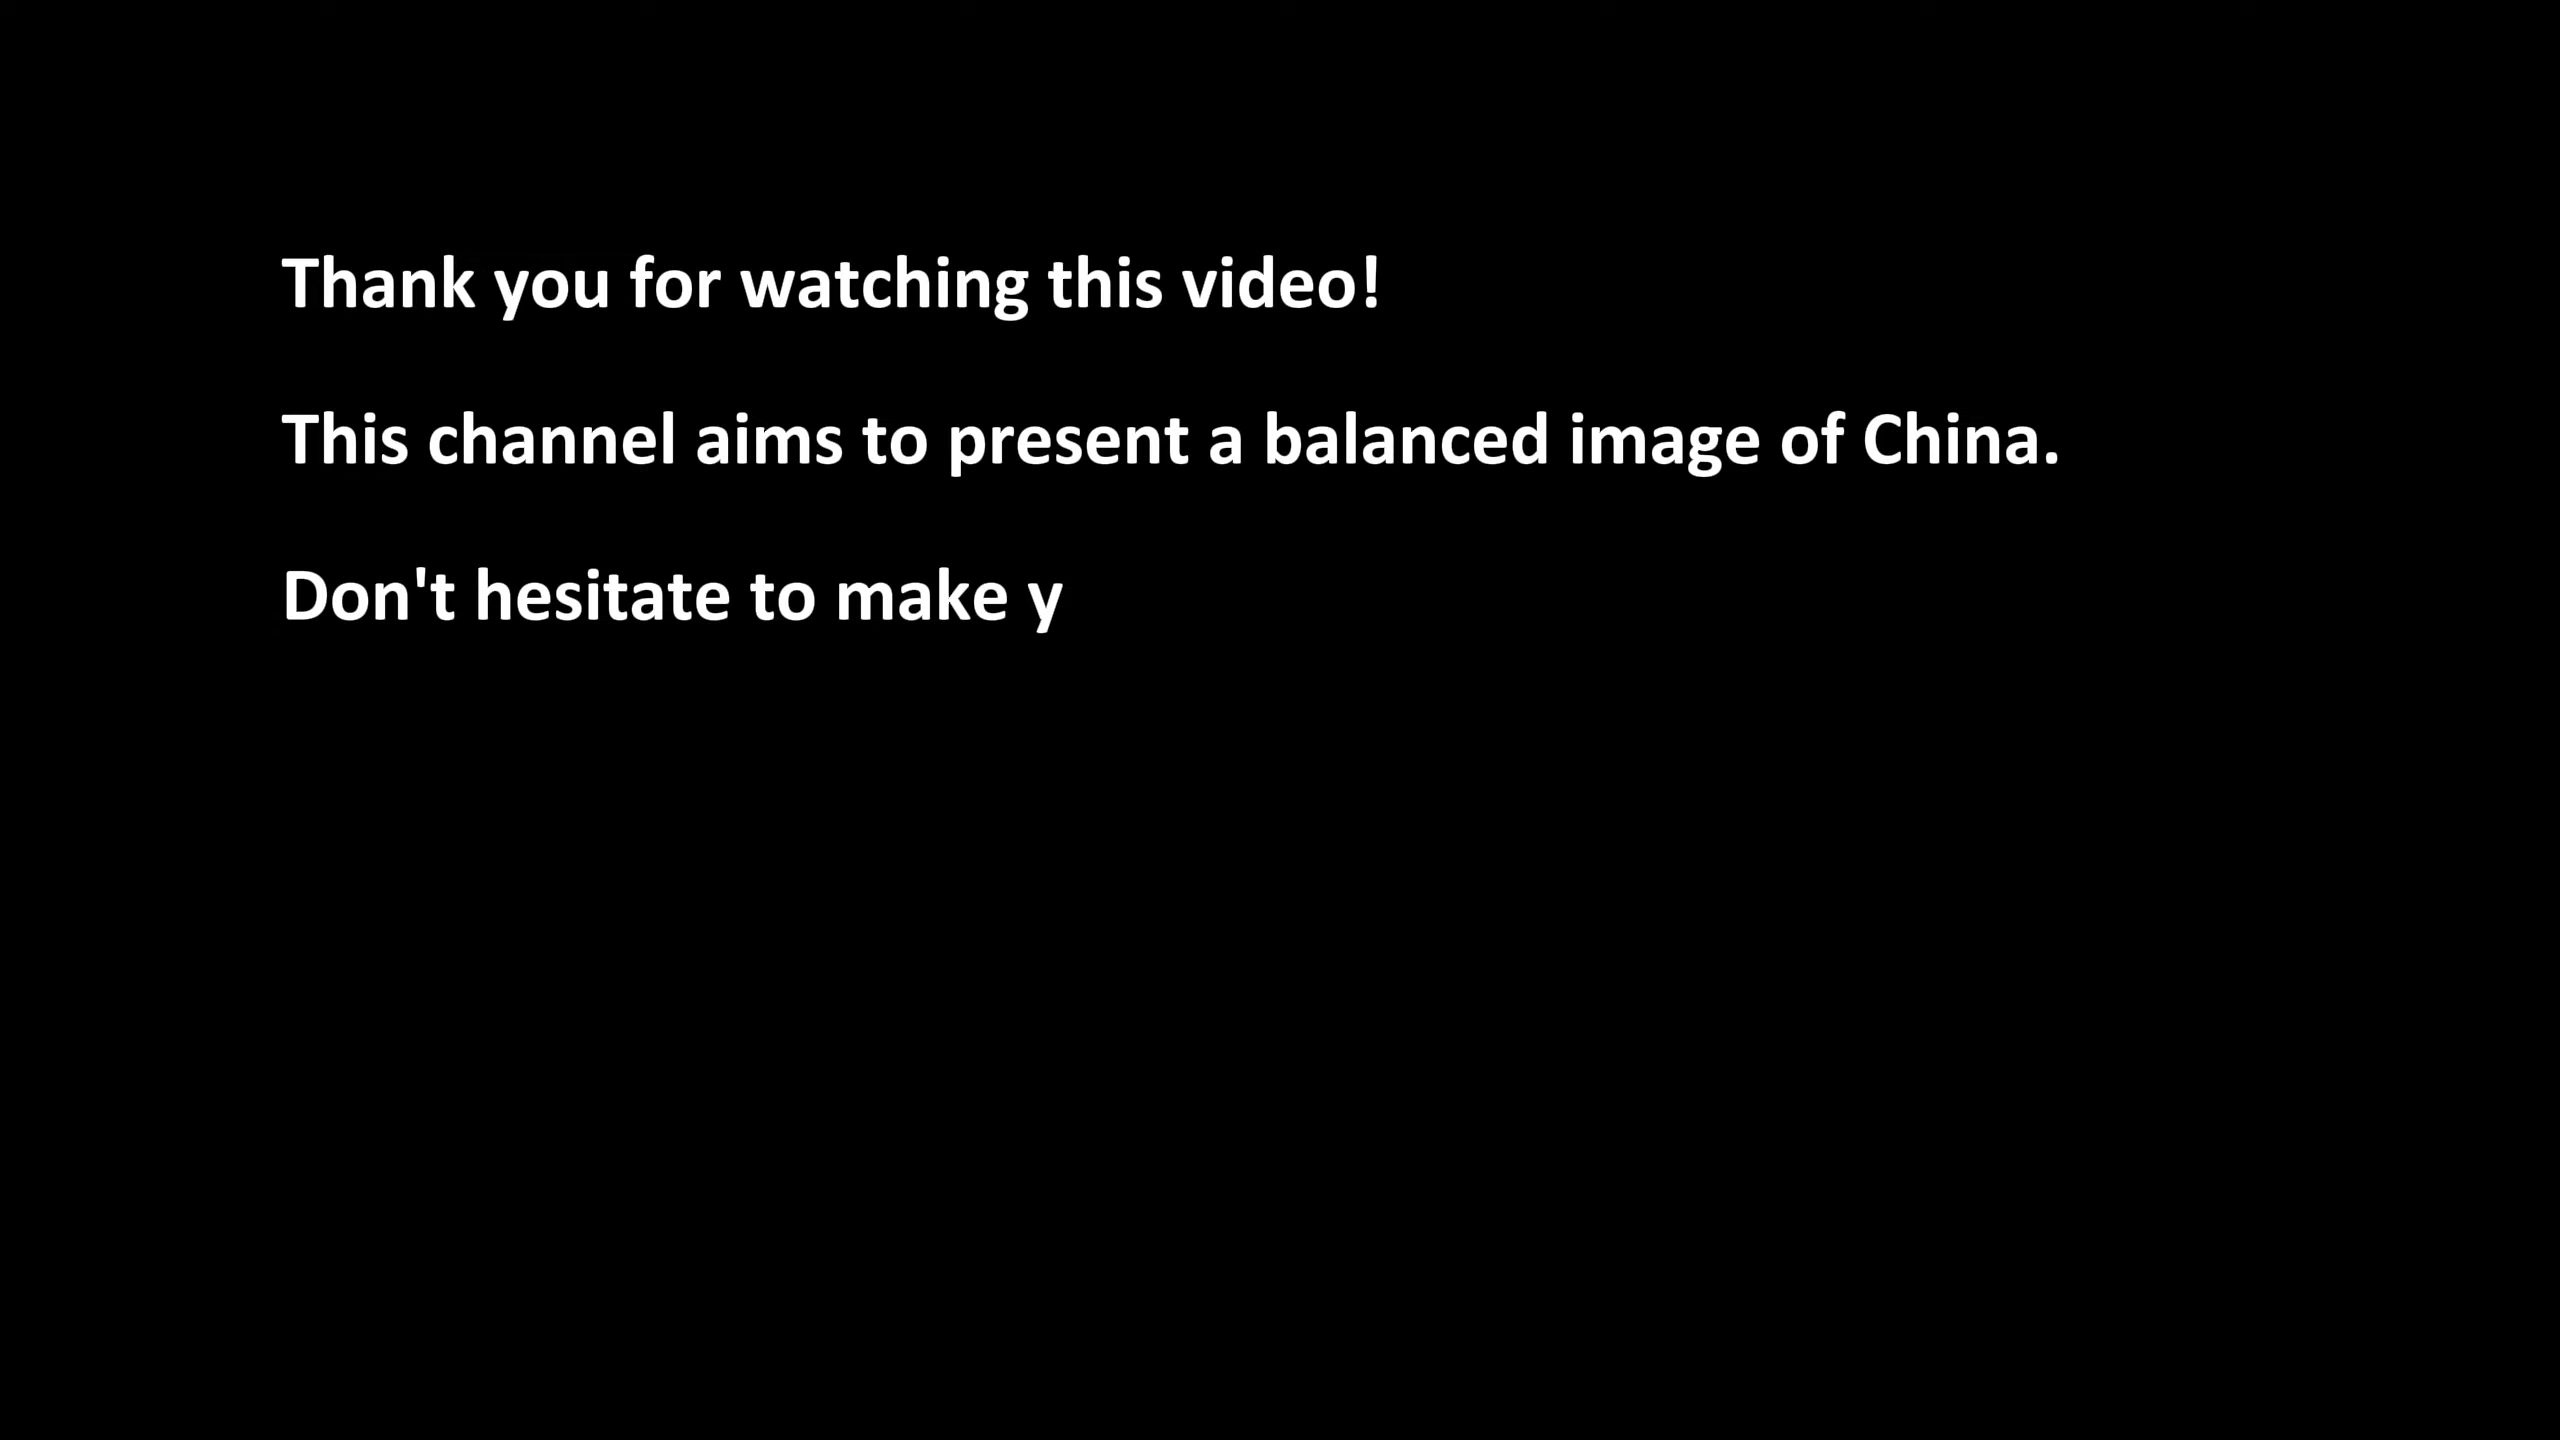 Thank you for watching this video!
This channel aims to present a balanced image of China.
Don't hesitate to make y